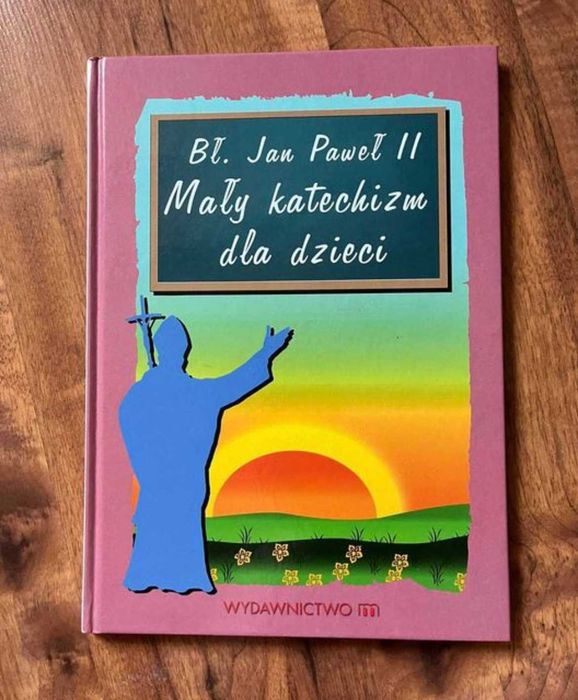 Bł. Jan Paweł II
Mały katechizm
dla dzieci
WYDAWNICTWO m